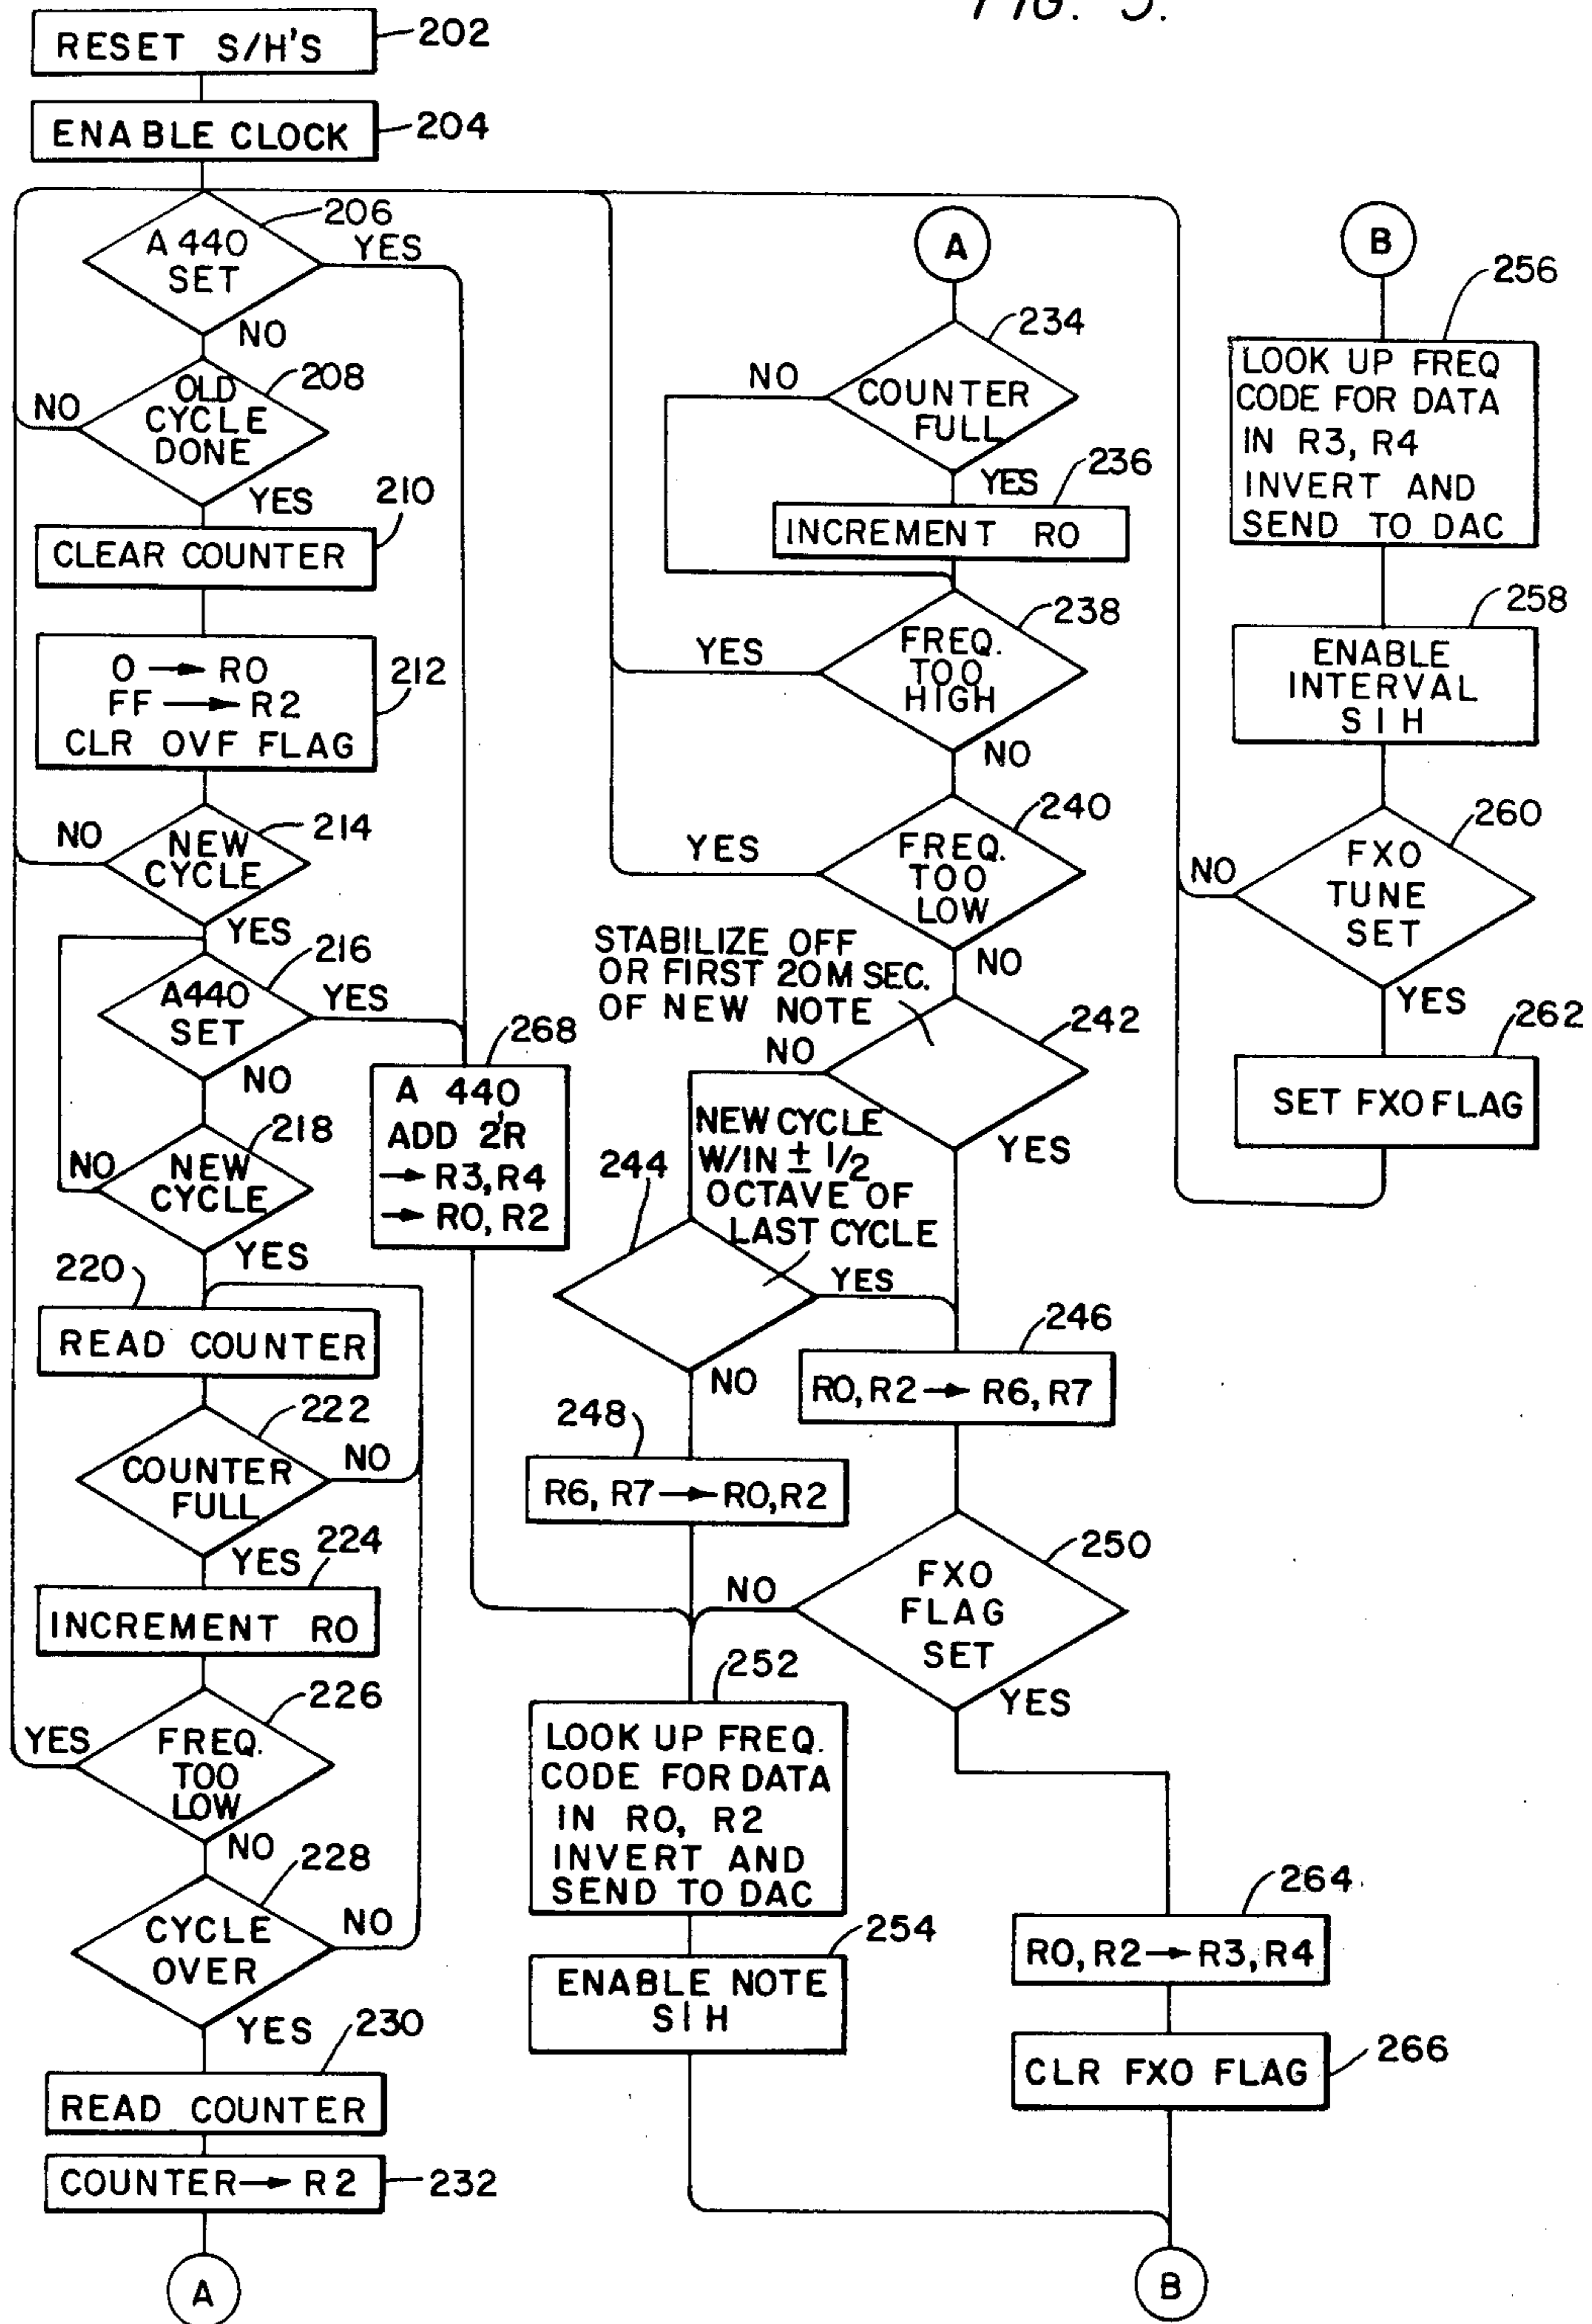 FIG. 5.
RESET S/H'S
202
ENABLE CLOCK
204
A 440
SET
206
YES
NO
OLD
CYCLE
DONE
208
NO
YES
CLEAR COUNTER
210
0 → R0
FF → R2
CLR OVF FLAG
212
NEW
CYCLE
214
NO
YES
A440
SET
216
YES
NO
NEW
CYCLE
218
NO
YES
READ COUNTER
220
COUNTER
FULL
222
NO
YES
INCREMENT R0
224
FREQ.
TOO
LOW
226
YES
NO
CYCLE
OVER
228
NO
YES
READ COUNTER
230
COUNTER → R2
232
A
268
A 440
ADD 2'R
→ R3, R4
→ R0, R2
A
COUNTER
FULL
234
NO
YES
INCREMENT R0
236
FREQ.
TOO
HIGH
238
YES
NO
FREQ.
TOO
LOW
240
YES
NO
STABILIZE OFF
OR FIRST 20M SEC.
OF NEW NOTE
242
NO
YES
NEW CYCLE
W/IN ± 1/2
OCTAVE OF
LAST CYCLE
244
YES
NO
R0, R2 → R6, R7
246
R6, R7 → R0, R2
248
FXO
FLAG
SET
250
NO
YES
LOOK UP FREQ.
CODE FOR DATA
IN R0, R2
INVERT AND
SEND TO DAC
252
ENABLE NOTE
S I H
254
R0, R2 → R3, R4
264
CLR FXO FLAG
266
B
B
LOOK UP FREQ
CODE FOR DATA
IN R3, R4
INVERT AND
SEND TO DAC
256
ENABLE
INTERVAL
S I H
258
FXO
TUNE
SET
260
NO
YES
SET FXO FLAG
262